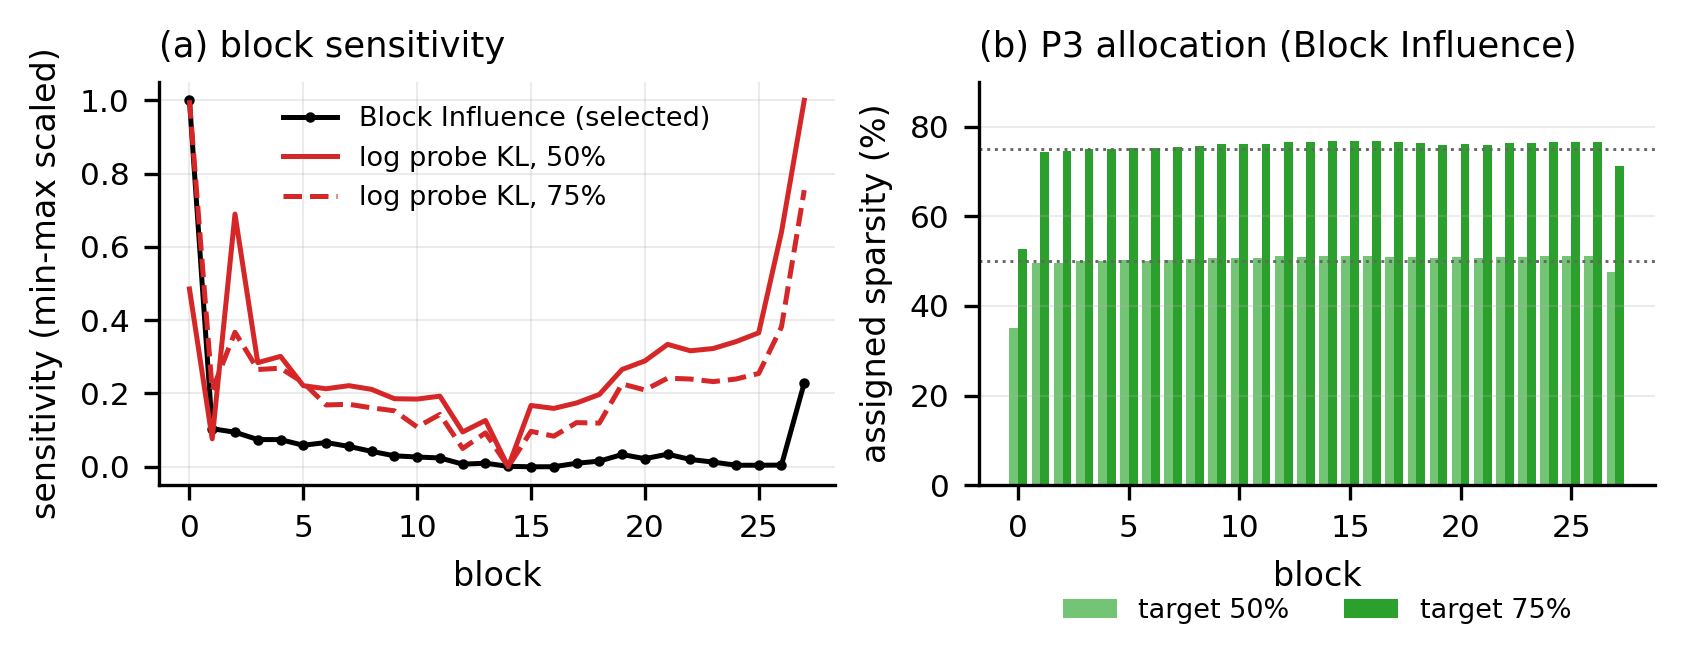 (a) block sensitivity
sensitivity (min-max scaled)
1.0
0.8
0.6
0.4
0.2
0.0
Block Influence (selected)
log probe KL, 50%
log probe KL, 75%
0 5 10 15 20 25
block
(b) P3 allocation (Block Influence)
assigned sparsity (%)
80
60
40
20
0
0 5 10 15 20 25
block
target 50% target 75%